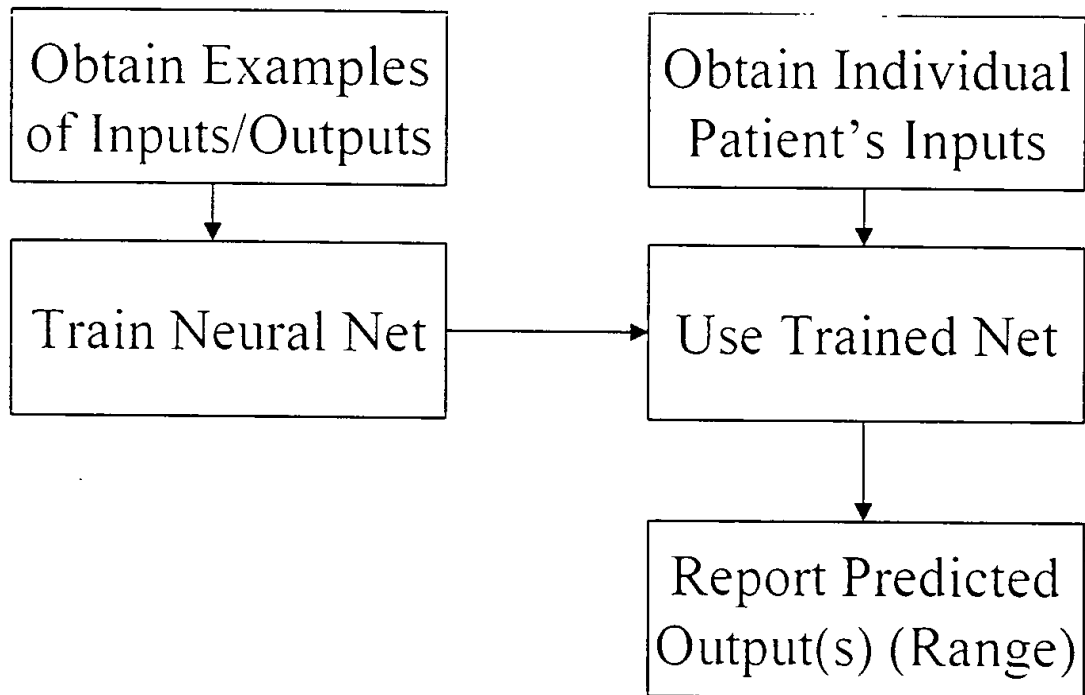 Obtain Examples
of Inputs/Outputs
Train Neural Net
Obtain Individual
Patient's Inputs
Use Trained Net
Report Predicted
Output(s) (Range)